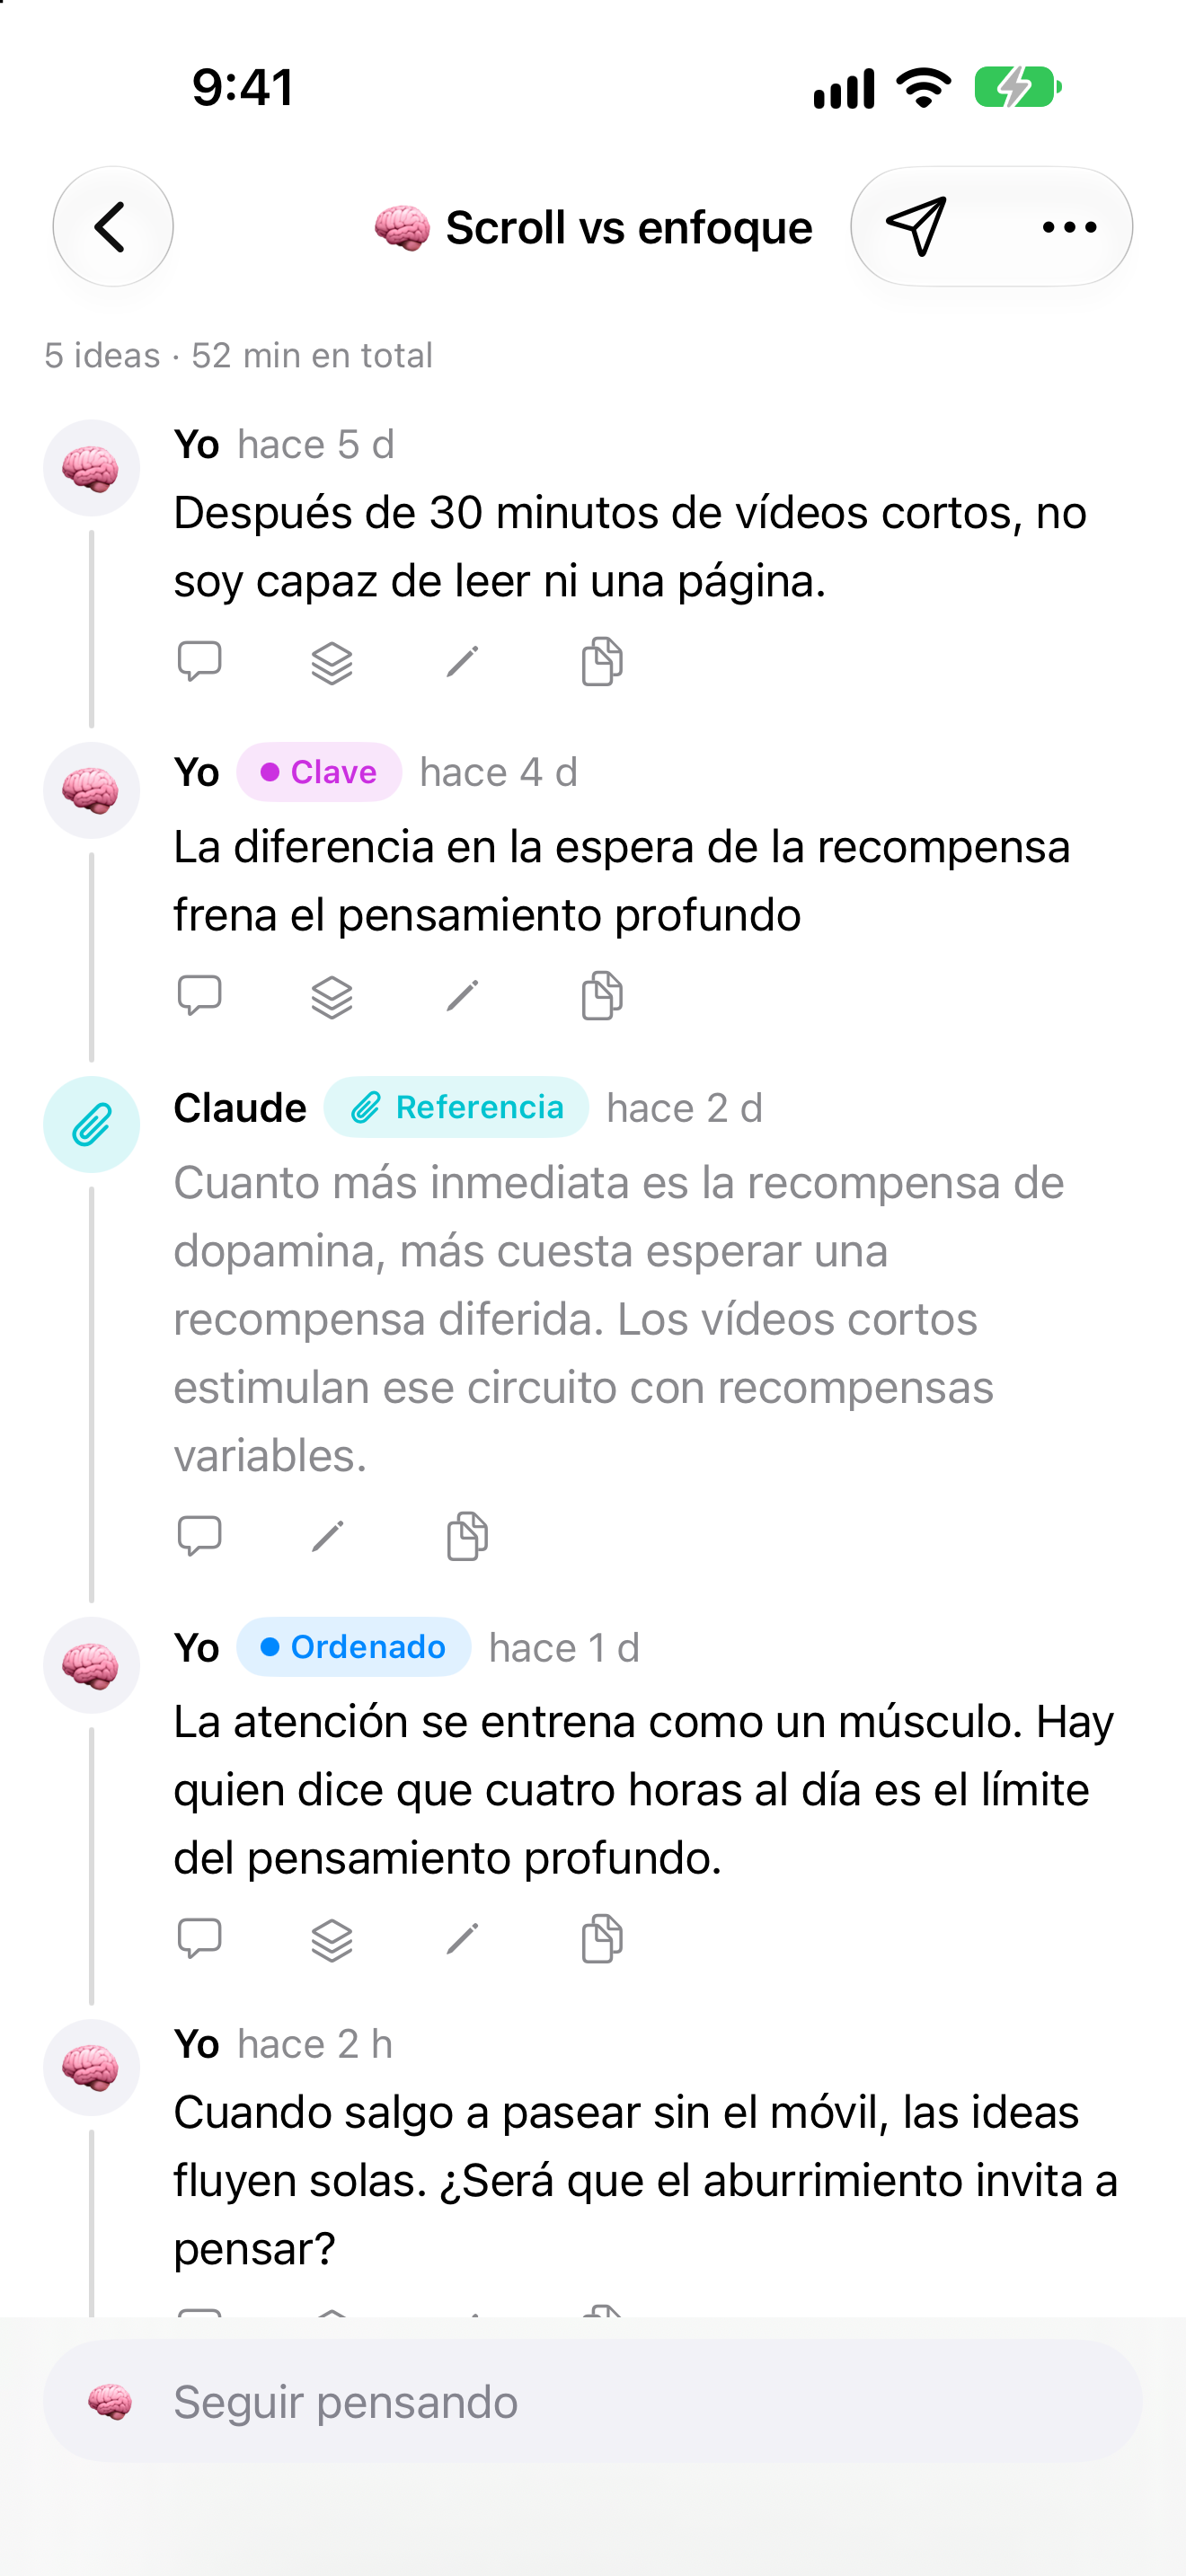 9:41
Scroll vs enfoque
5 ideas · 52 min en total
Yo hace 5 d
Después de 30 minutos de vídeos cortos, no
soy capaz de leer ni una página.
Yo Clave hace 4 d
La diferencia en la espera de la recompensa
frena el pensamiento profundo
Claude Referencia hace 2 d
Cuanto más inmediata es la recompensa de
dopamina, más cuesta esperar una
recompensa diferida. Los vídeos cortos
estimulan ese circuito con recompensas
variables.
Yo Ordenado hace 1 d
La atención se entrena como un músculo. Hay
quien dice que cuatro horas al día es el límite
del pensamiento profundo.
Yo hace 2 h
Cuando salgo a pasear sin el móvil, las ideas
fluyen solas. ¿Será que el aburrimiento invita a
pensar?
Seguir pensando